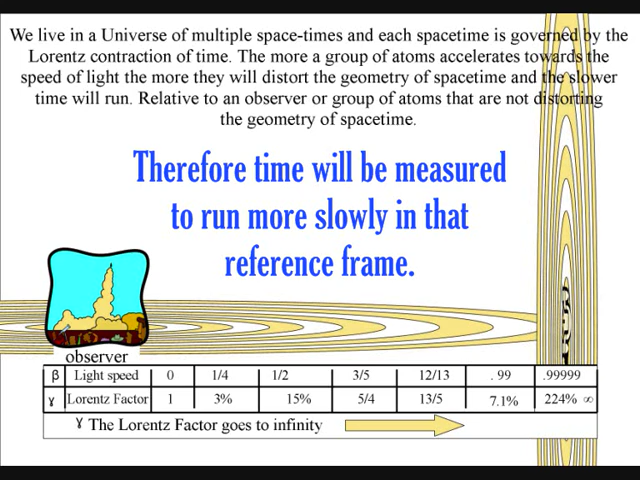 We live in a Universe of multiple space-times and each spacetime is governed by the
Lorentz contraction of time. The more a group of atoms accelerates towards the
speed of light the more they will distort the geometry of spacetime and the slower
time will run. Relative to an observer or group of atoms that are not distorting
the geometry of spacetime.
Therefore time will be measured
to run more slowly in that
reference frame.
observer
β Light speed 0 1/4 1/2 3/5 12/13 .99 .99999
ɣ Lorentz Factor 1 3% 15% 5/4 13/5 7.1% 224% ∞
ɣ The Lorentz Factor goes to infinity